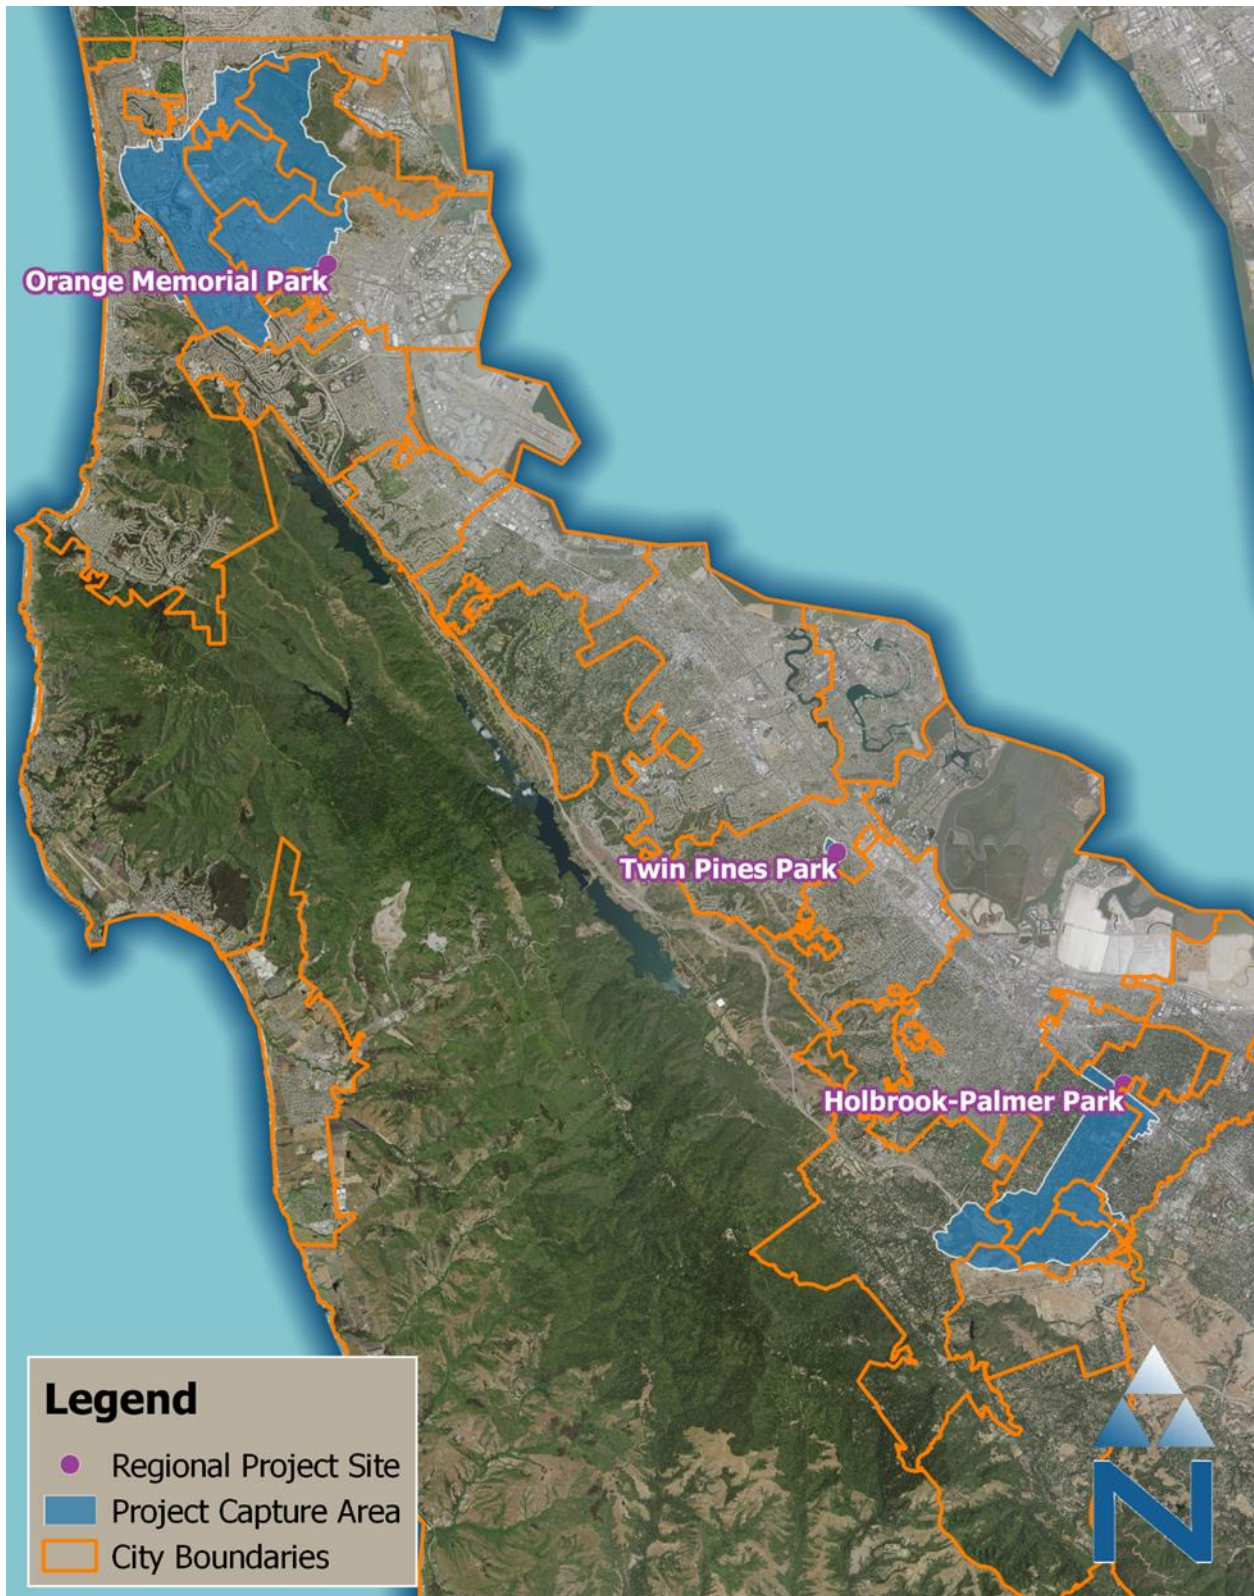 Orange Memorial Park
Twin Pines Park
Holbrook-Palmer Park
Legend
Regional Project Site
Project Capture Area
City Boundaries
N